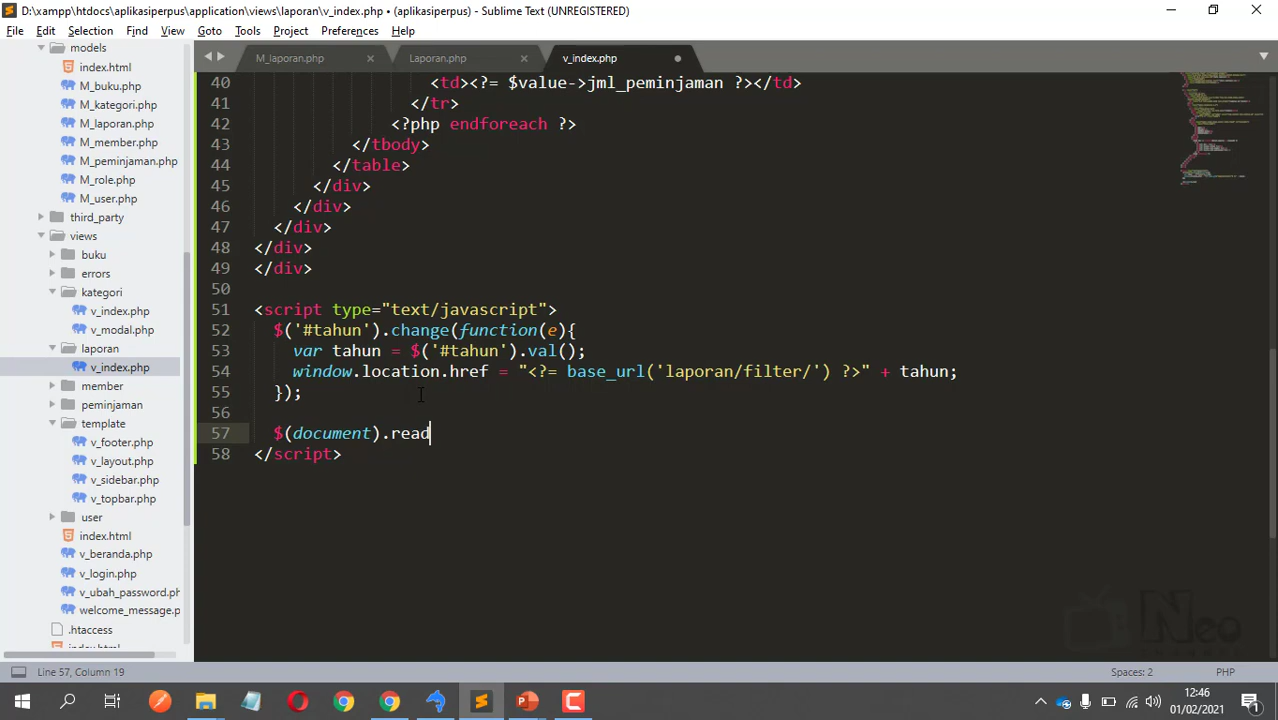 D:\xampp\htdocs\aplikasiperpus\application\views\laporan\v_index.php • (aplikasiperpus) - Sublime Text (UNREGISTERED)
File Edit Selection Find View Goto Tools Project Preferences Help
models
index.html
M_buku.php
M_kategori.php
M_laporan.php
M_member.php
M_peminjaman.php
M_role.php
M_user.php
third_party
views
buku
errors
kategori
v_index.php
v_modal.php
laporan
v_index.php
member
peminjaman
template
v_footer.php
v_layout.php
v_sidebar.php
v_topbar.php
user
index.html
v_beranda.php
v_login.php
v_ubah_password.ph
welcome_message.p
.htaccess
M_laporan.php Laporan.php v_index.php
40 <td><?= $value->jml_peminjaman ?></td>
41 </tr>
42 <?php endforeach ?>
43 </tbody>
44 </table>
45 </div>
46 </div>
47 </div>
48 </div>
49 </div>
50
51 <script type="text/javascript">
52 $('#tahun').change(function(e){
53 var tahun = $('#tahun').val();
54 window.location.href = "<?= base_url('laporan/filter/') ?>" + tahun;
55 });
56
57 $(document).read
58 </script>
Neo
Line 57, Column 19 Spaces: 2 PHP
12:46
01/02/2021